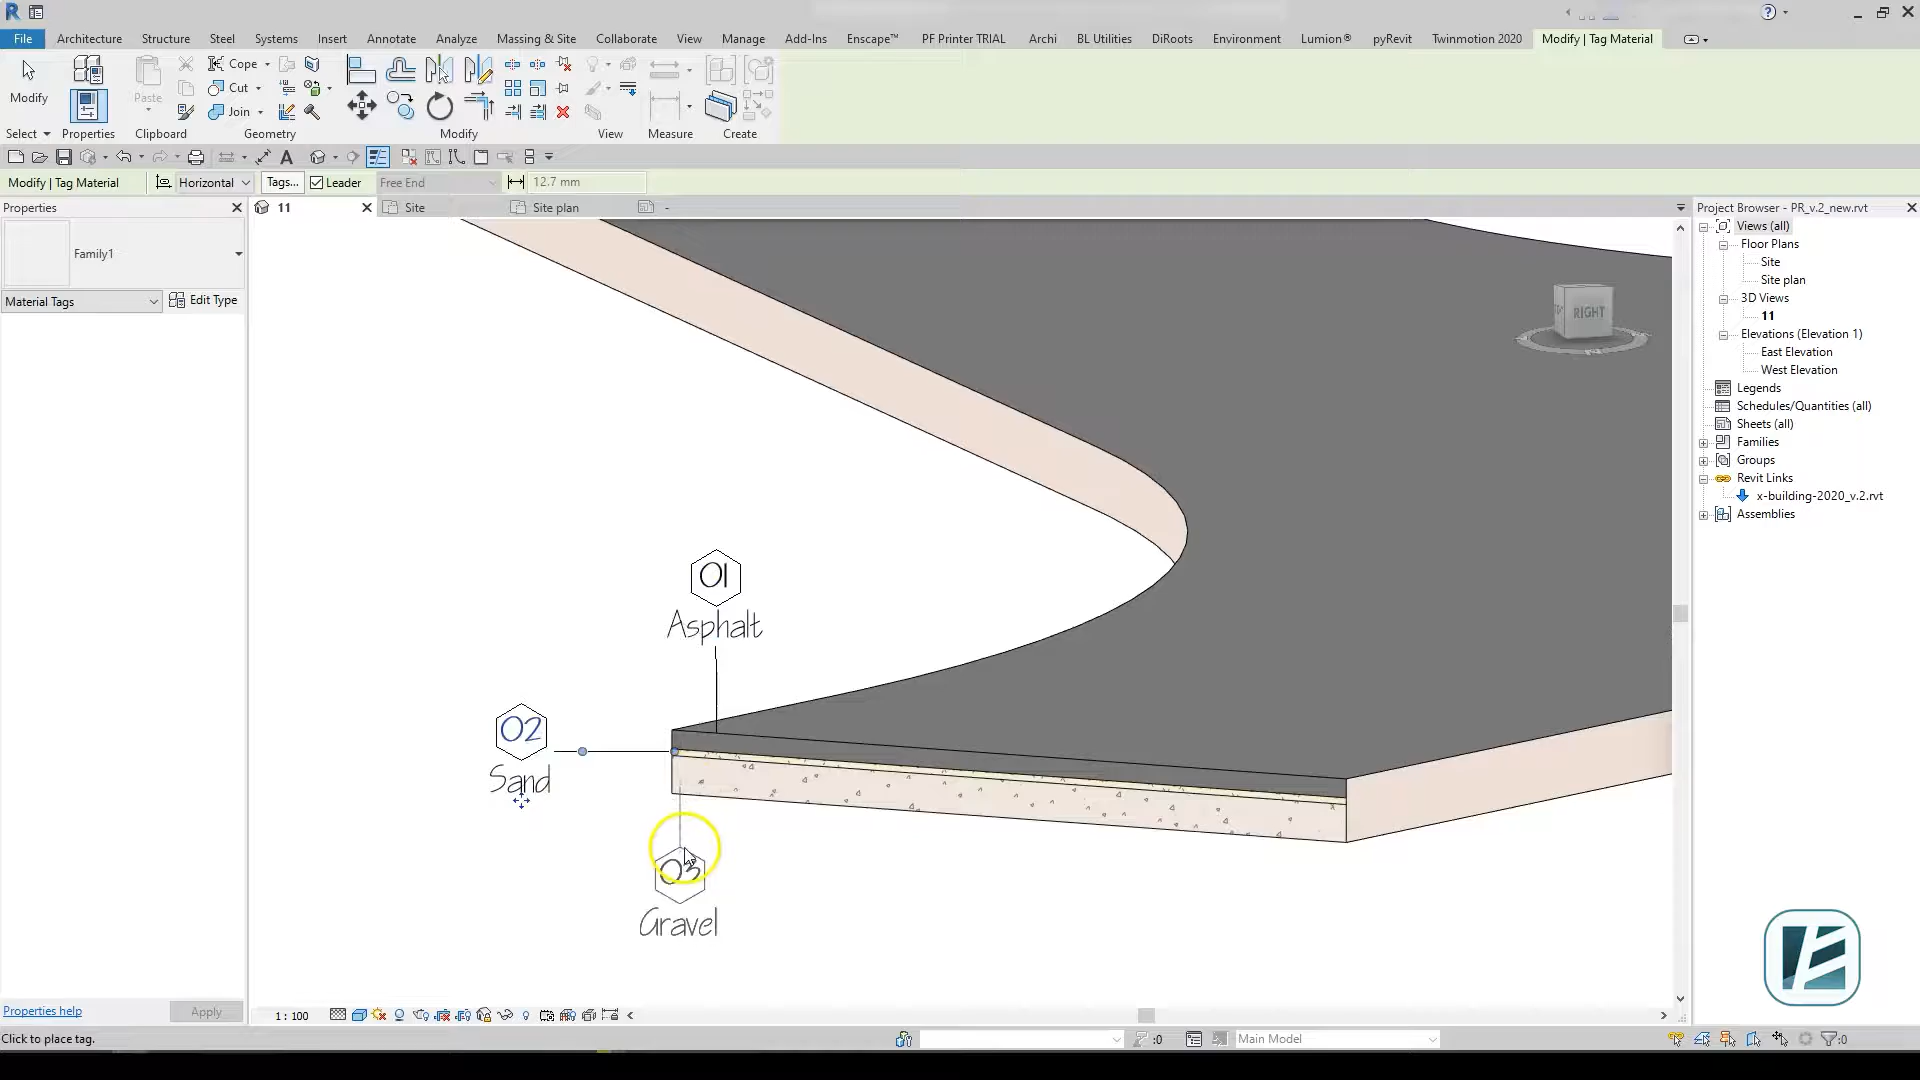 File Architecture Structure Steel Systems Insert Annotate Analyze Massing & Site Collaborate View Manage Add-Ins Enscape™ PF Printer TRIAL Archi BL Utilities DiRoots Environment Lumion® pyRevit Twinmotion 2020 Modify | Tag Material
Modify Paste Cope
Cut
Join
Select Properties Clipboard Geometry Modify View Measure Create
Modify | Tag Material Horizontal Tags... Leader Free End 12.7 mm
Properties 11 Site Site plan - Project Browser - PR_v.2_new.rvt
Family1
Material Tags Edit Type
Views (all)
Floor Plans
Site
Site plan
3D Views
11
Elevations (Elevation 1)
East Elevation
West Elevation
Legends
Schedules/Quantities (all)
Sheets (all)
Families
Groups
Revit Links
x-building-2020_v.2.rvt
Assemblies
RIGHT
01
Asphalt
02
Sand
03
Gravel
Properties help Apply 1 : 100
Click to place tag. :0 Main Model :0